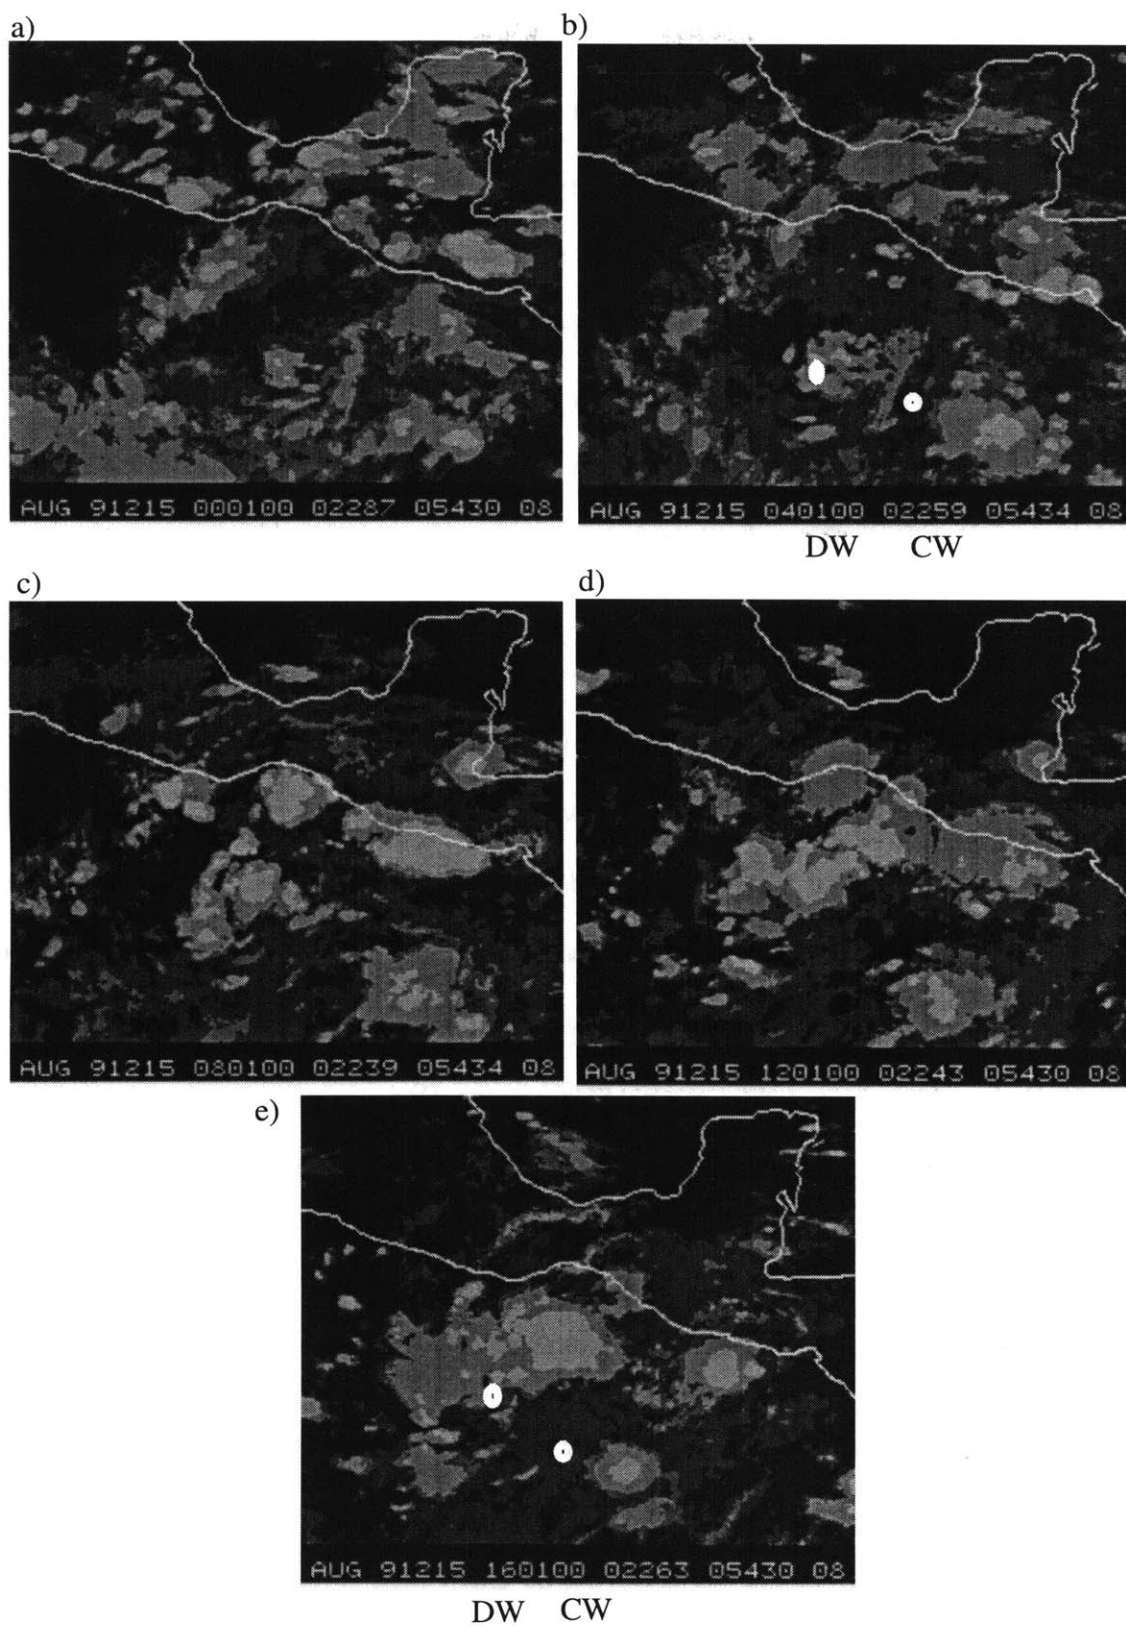 a)
b)
AUG 91215 000100 02287 05430 08
AUG 91215 040100 02259 05434 08
DW CW
c)
d)
AUG 91215 080100 02239 05434 08
AUG 91215 120100 02243 05430 08
e)
AUG 91215 160100 02263 05430 08
DW CW